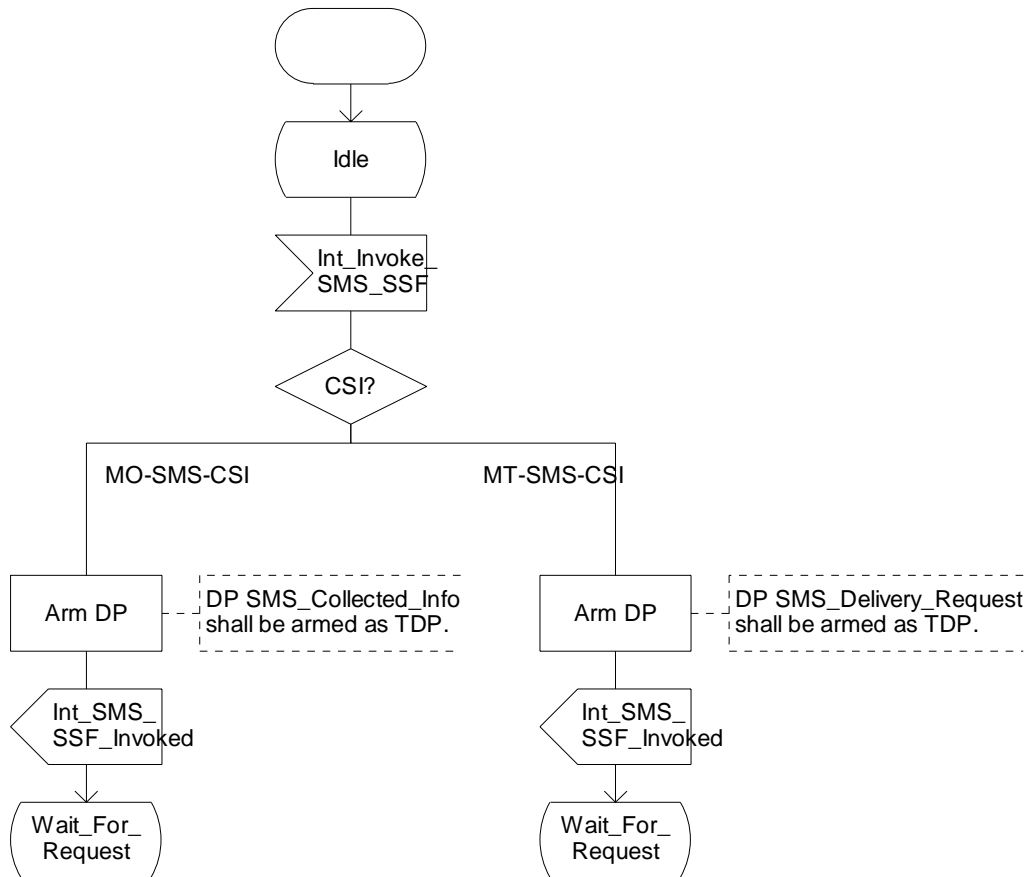 Idle
Int_Invoke_
SMS_SSF
CSI?
MO-SMS-CSI
MT-SMS-CSI
Arm DP
DP SMS_Collected_Info
shall be armed as TDP.
Arm DP
DP SMS_Delivery_Request
shall be armed as TDP.
Int_SMS_
SSF_Invoked
Int_SMS_
SSF_Invoked
Wait_For_
Request
Wait_For_
Request